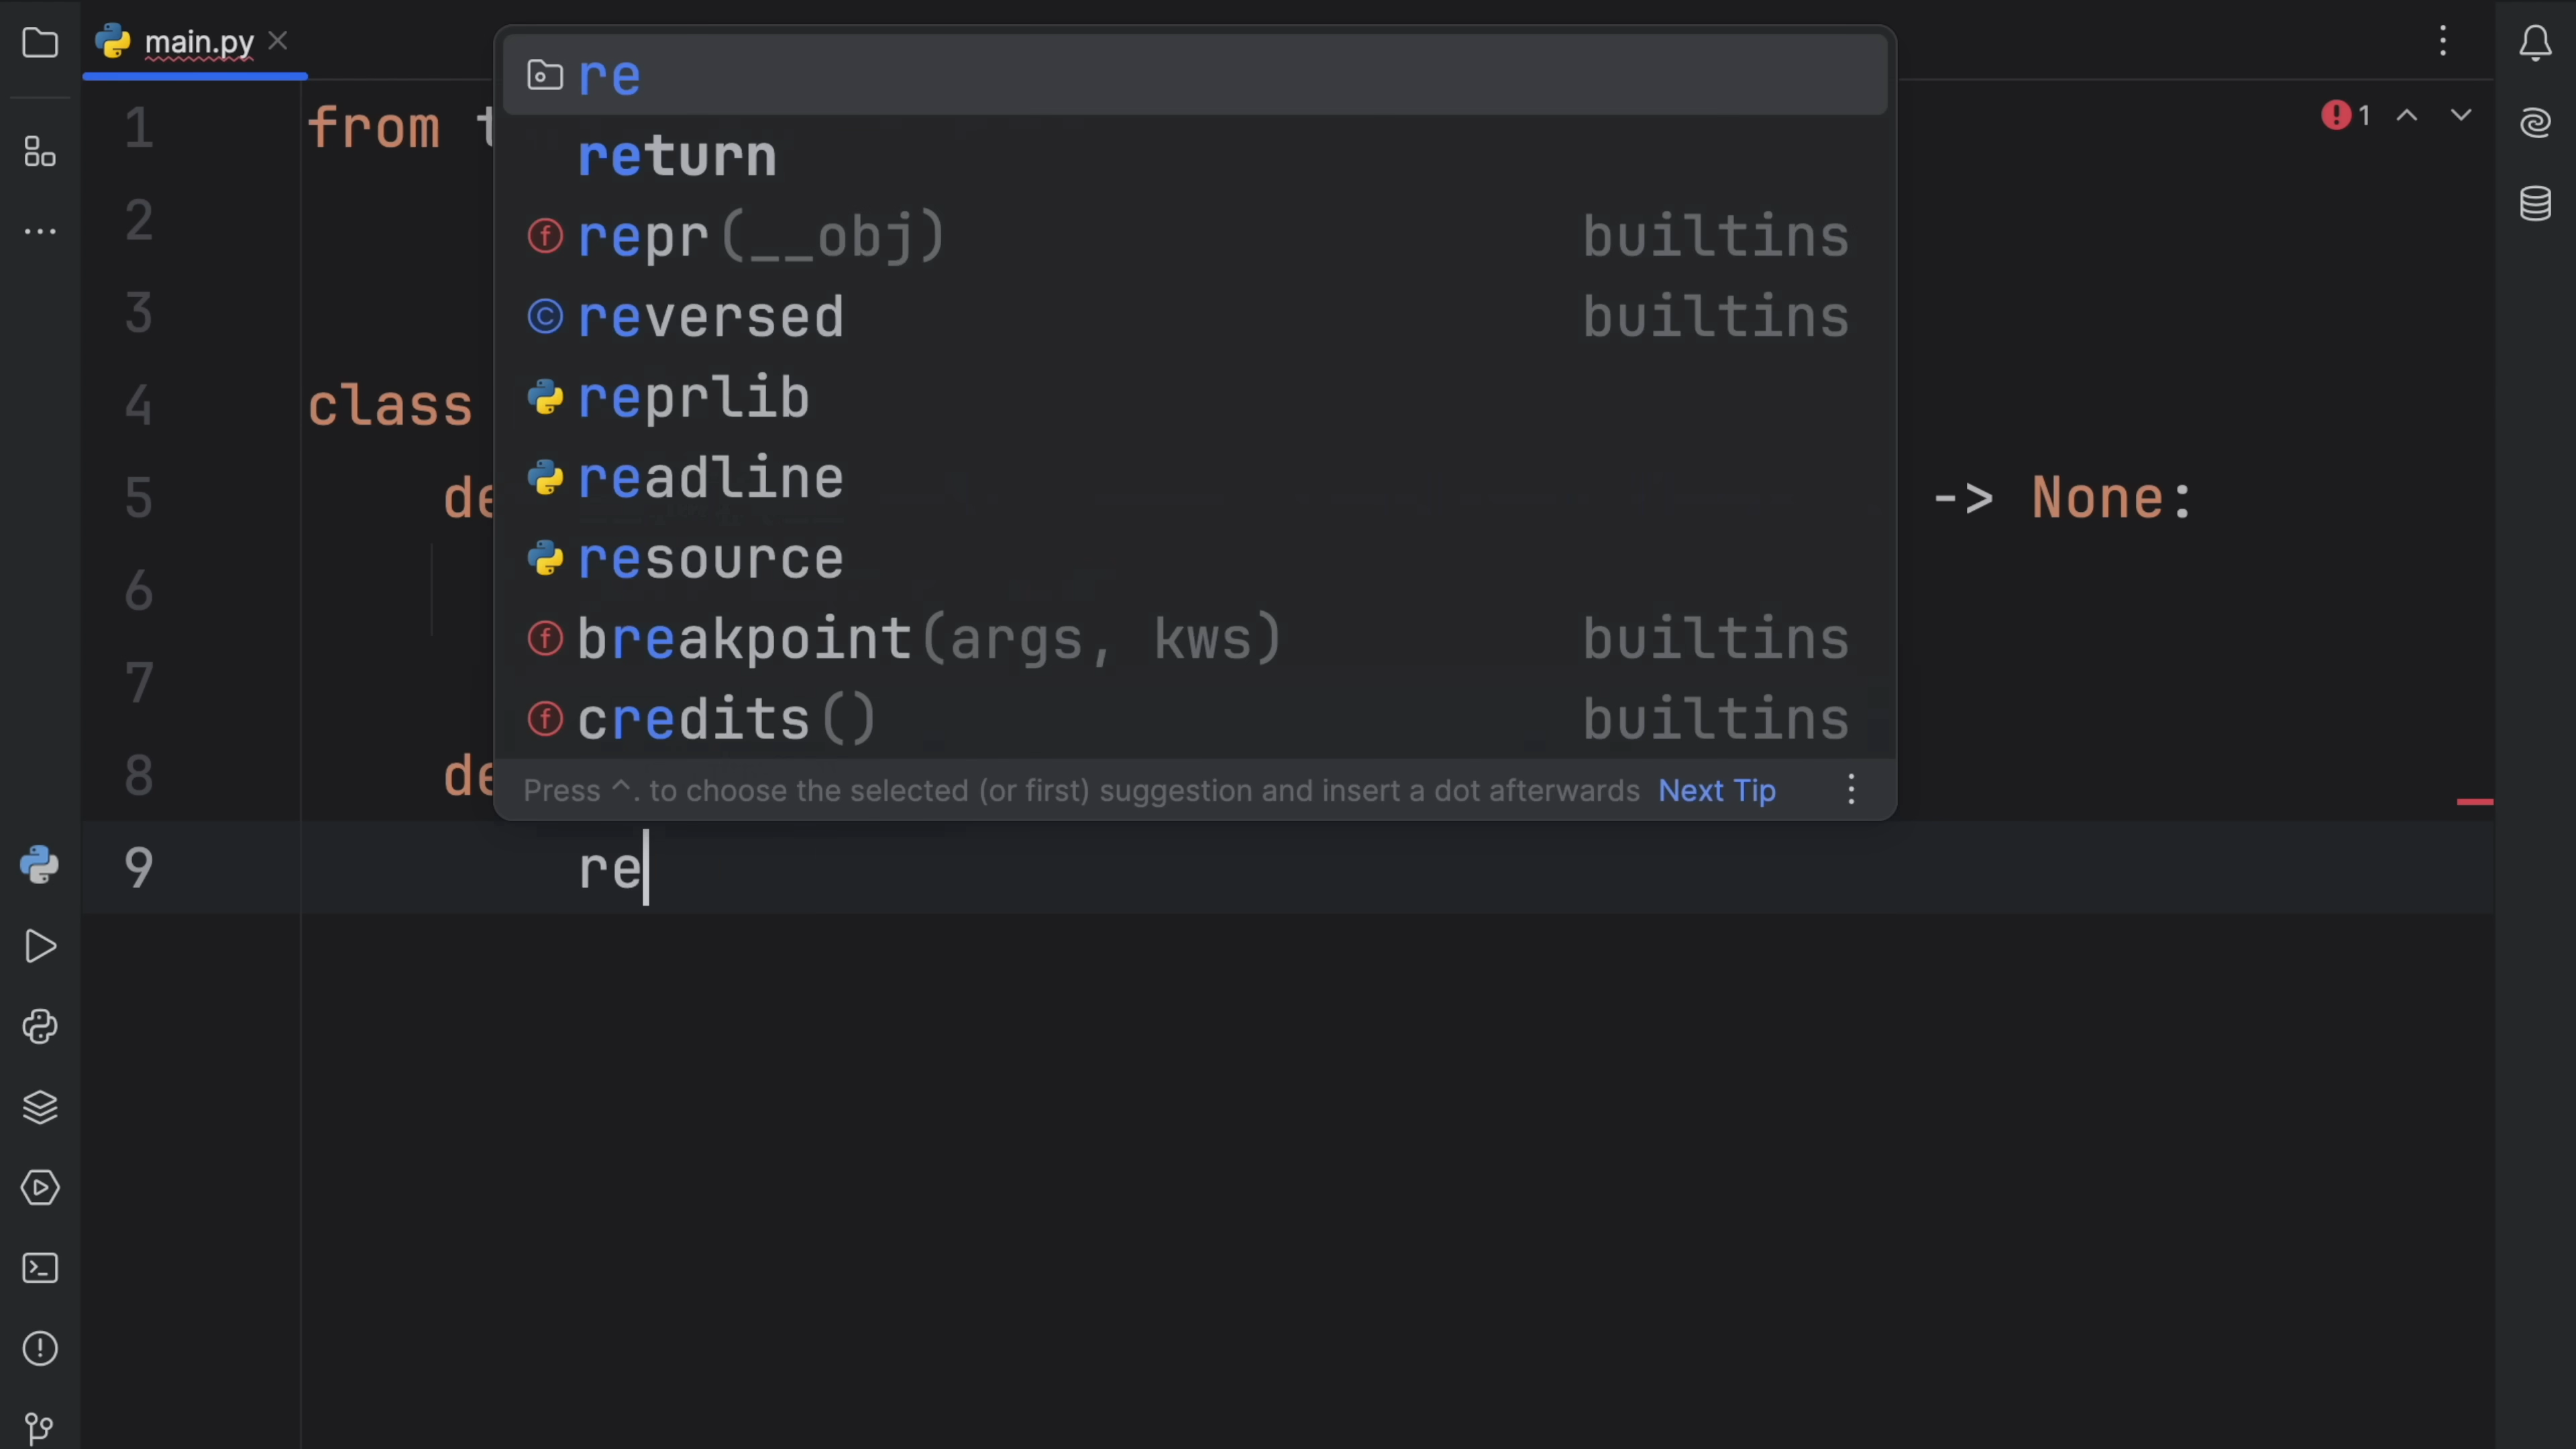 main.py
1 from t
2
3
4 class
5 de -> None:
6
7
8 de
9 re
re
return
repr(__obj) builtins
reversed builtins
reprlib
readline
resource
breakpoint(args, kws) builtins
credits() builtins
Press ^. to choose the selected (or first) suggestion and insert a dot afterwards Next Tip
1